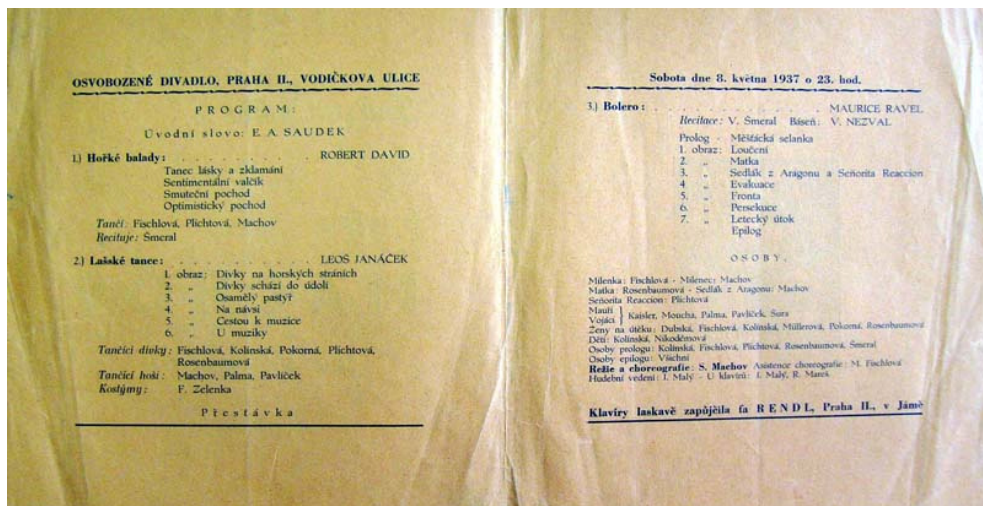 OSVOBOZENÉ DIVADLO, PRAHA II., VODIČKOVA ULICE
PROGRAM:
Úvodní slovo: E. A. SAUDEK
1.) Hořké balady: . . . . . . . . . ROBERT DAVID
Tanec lásky a zklamání
Sentimentální valčík
Smuteční pochod
Optimistický pochod
Tančí: Fischlová, Plichtová, Machov
Recituje: Šmeral
2.) Lašské tance: . . . . . . . . . LEOŠ JANÁČEK
1. obraz: Dívky na horských stráních
2. „ Dívky schází do údolí
3. „ Osamělý pastýř
4. „ Na návsi
5. „ Cestou k muzice
6. „ U muziky
Tančící dívky: Fischlová, Kolínská, Pokorná, Plichtová,
Rosenbaumová
Tančící hoši: Machov, Palma, Pavlíček
Kostýmy: F. Zelenka
Přestávka
Sobota dne 8. května 1937 o 23. hod.
3.) Bolero: . . . . . . . . . MAURICE RAVEL
Recitace: V. Šmeral Báseň: V. NEZVAL
Prolog - Měšťácká selanka
1. obraz: Loučení
2. „ Matka
3. „ Sedlák z Aragonu a Señorita Reaccion
4 „ Evakuace
5. „ Fronta
6. „ Persekuce
7. „ Letecký útok
Epilog
OSOBY.
Milenka: Fischlová - Milenec: Machov
Matka: Rosenbaumová - Sedlák z Aragonu: Machov
Señorita Reaccion: Plichtová
Mauři
Vojáci } Kaisler, Moucha, Palma, Pavlíček, Šura
Ženy na útěku: Dubská, Fischlová, Kolínská, Müllerová, Pokorná, Rosenbaumová
Děti: Kolínská, Nikodémová
Osoby prologu: Kolínská, Fischlová, Plichtová, Rosenbaumová, Šmeral
Osoby epilogu: Všichni
Režie a choreografie: S. Machov Asistence choreografie: M. Fischlová
Hudební vedení: I. Malý - U klavírů: I. Malý, R. Mareš
Klavíry laskavě zapůjčila fa RENDL, Praha II., v Jámě